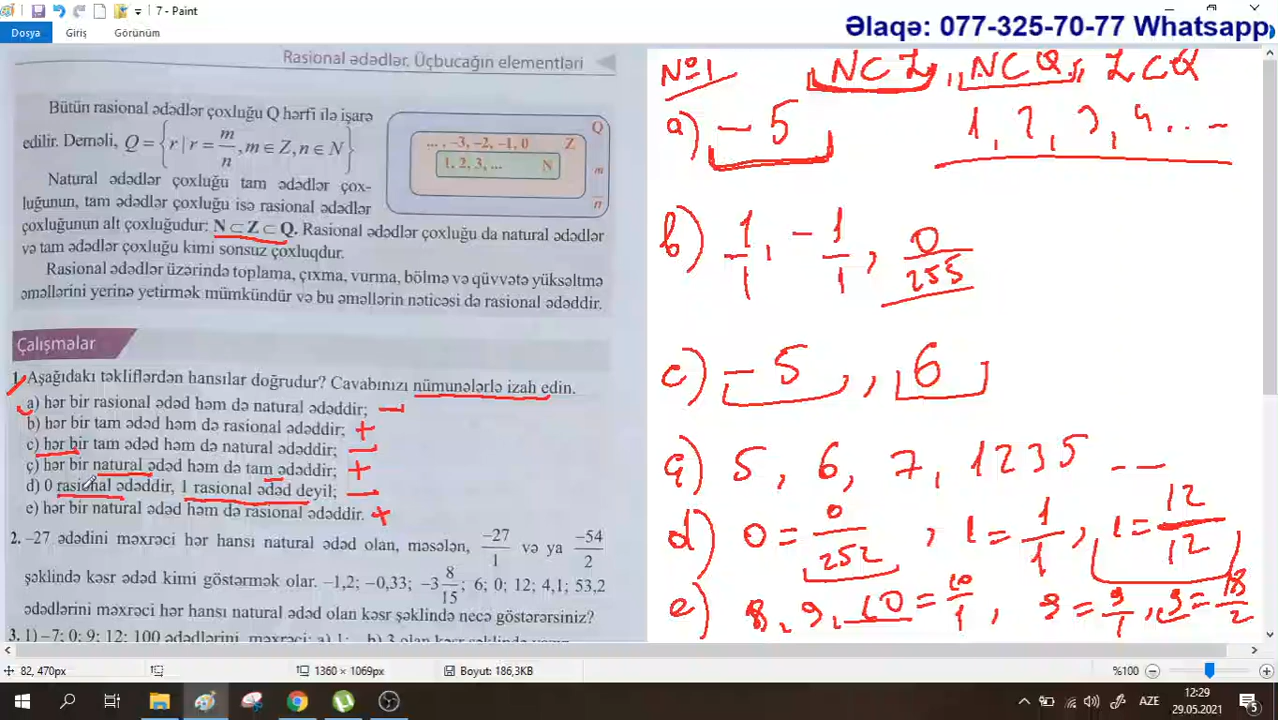 7 - Paint
Əlaqə: 077-325-70-77 Whatsapp
Dosya Giriş Görünüm
Rasional ədədlər. Üçbucağın elementləri
Bütün rasional ədədlər çoxluğu Q hərfi ilə işarə
edilir. Deməli, Q = { r | r = m/n, m ∈ Z, n ∈ N }
Natural ədədlər çoxluğu tam ədədlər çox-
luğunun, tam ədədlər çoxluğu isə rasional ədədlər
çoxluğunun alt çoxluğudur: N ⊂ Z ⊂ Q. Rasional ədədlər çoxluğu da natural ədədlər
və tam ədədlər çoxluğu kimi sonsuz çoxluqdur.
Rasional ədədlər üzərində toplama, çıxma, vurma, bölmə və qüvvətə yüksəltmə
əməllərini yerinə yetirmək mümkündür və bu əməllərin nəticəsi də rasional ədəddir.
Q
... , -3, -2, -1, 0 Z
1, 2, 3, ... N
m/n
Çalışmalar
1. Aşağıdakı təkliflərdən hansılar doğrudur? Cavabınızı nümunələrlə izah edin.
a) hər bir rasional ədəd həm də natural ədəddir; –
b) hər bir tam ədəd həm də rasional ədəddir; +
c) hər bir tam ədəd həm də natural ədəddir; –
ç) hər bir natural ədəd həm də tam ədəddir; +
d) 0 rasional ədəddir, 1 rasional ədəd deyil; –
e) hər bir natural ədəd həm də rasional ədəddir. +
2. –27 ədədini məxrəci hər hansı natural ədəd olan, məsələn, -27/1 və ya -54/2
şəklində kəsr ədəd kimi göstərmək olar. –1,2; –0,33; –3 8/15; 6; 0; 12; 4,1; 53,2
ədədlərini məxrəci hər hansı natural ədəd olan kəsr şəklində necə göstərərsiniz?
3. 1) –7; 0; 9; 12; 100 ədədlərini məxrəci: a) 1;
№1 N⊂Z, N⊂Q, Z⊂Q
a) –5 1, 2, 3, 4 ... –
b) 1/1, –1/1, 0/255
c) –5, 6
ç) 5, 6, 7, 1235 --
d) 0 = 0/252, 1 = 1/1, 1 = 12/12,
e) 8, 9, 10 = 10/1, 9 = 9/1, 9 = 18/2
82, 470px 1360 × 1069px Boyut: 186,3KB %100
AZE 12:29
29.05.2021 5